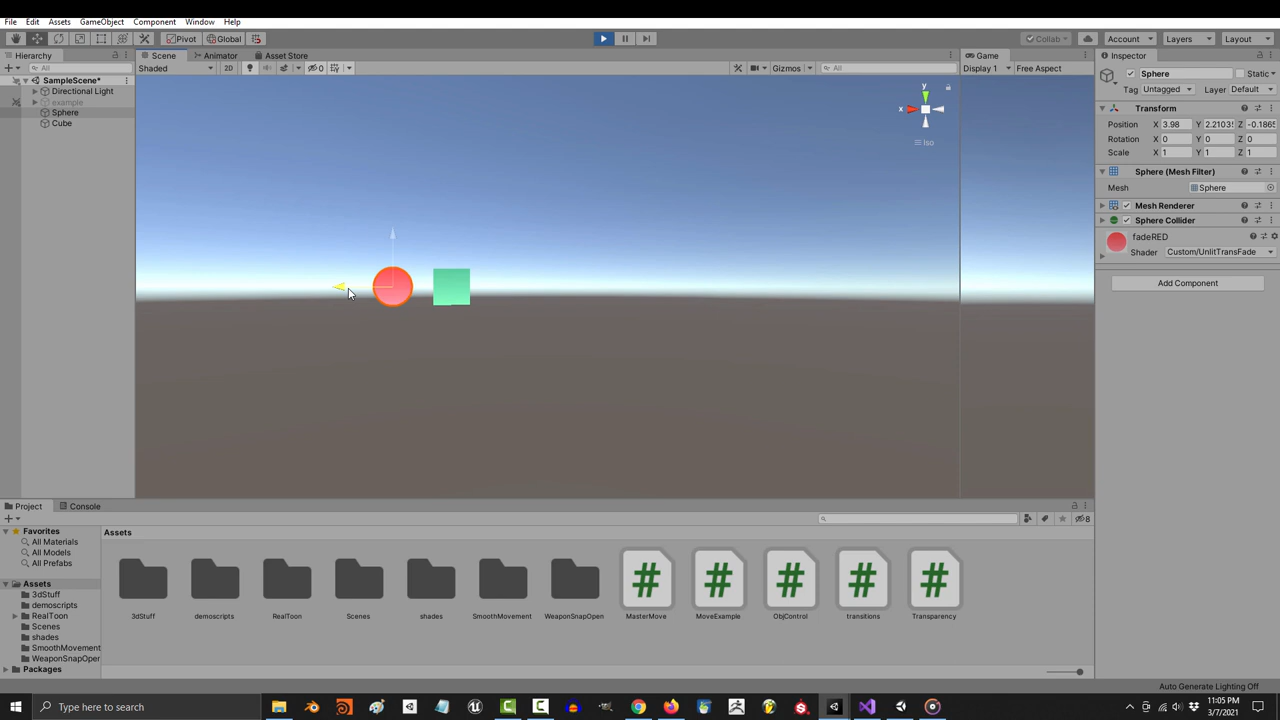 File Edit Assets GameObject Component Window Help
Pivot Global Collab Account Layers Layout
Hierarchy Scene Animator Asset Store Game Inspector
All Shaded 2D 0 Gizmos All Display 1 Free Aspect
Sphere Static
Tag Untagged Layer Default
SampleScene*
Directional Light
example
Sphere
Cube
y
x
Iso
Transform
Position X 3.98 Y 2.2103 Z -0.1865
Rotation X 0 Y 0 Z 0
Scale X 1 Y 1 Z 1
Sphere (Mesh Filter)
Mesh Sphere
Mesh Renderer
Sphere Collider
fadeRED
Shader Custom/UnlitTransFade
Add Component
Project Console
8
Favorites
All Materials
All Models
All Prefabs
Assets
3dStuff
demoscripts
RealToon
Scenes
shades
SmoothMovement
WeaponSnapOper
Packages
Assets
# # # # #
3dStuff demoscripts RealToon Scenes shades SmoothMovement WeaponSnapOpen MasterMove MoveExample ObjControl transitions Transparency
Auto Generate Lighting Off
Type here to search
11:05 PM
3/7/2021